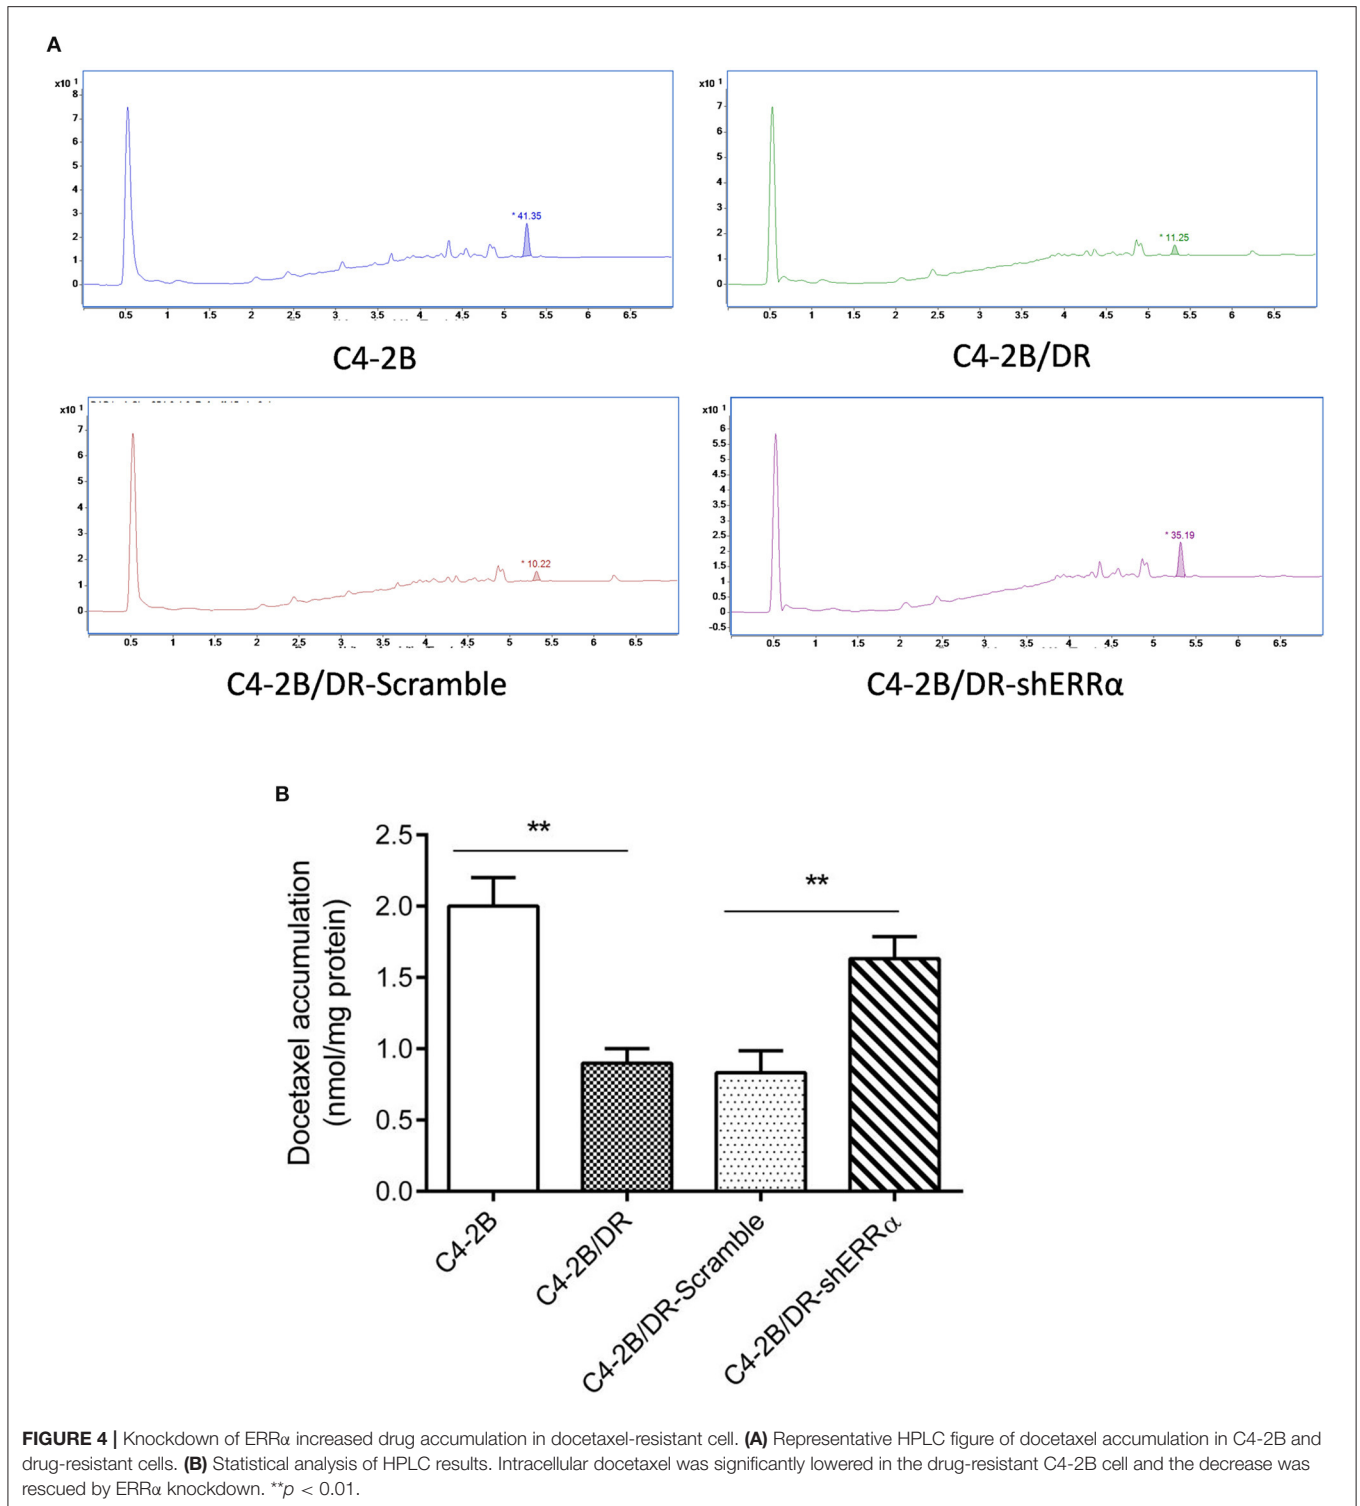 A
x10 1
8
7
6
5
4
3
2
1
0
* 41.35
0.5 1 1.5 2 2.5 3 3.5 4 4.5 5 5.5 6 6.5
C4-2B
x10 1
7
6
5
4
3
2
1
0
* 11.25
0.5 1 1.5 2 2.5 3 3.5 4 4.5 5 5.5 6 6.5
C4-2B/DR
x10 1
7
6
5
4
3
2
1
0
* 10.22
0.5 1 1.5 2 2.5 3 3.5 4 4.5 5 5.5 6 6.5
C4-2B/DR-Scramble
x10 1
6
5.5
5
4.5
4
3.5
3
2.5
2
1.5
1
0.5
0
-0.5
* 35.19
0.5 1 1.5 2 2.5 3 3.5 4 4.5 5 5.5 6 6.5
C4-2B/DR-shERRα
B
Docetaxel accumulation
(nmol/mg protein)
2.5
2.0
1.5
1.0
0.5
0.0
**
**
C4-2B
C4-2B/DR
C4-2B/DR-Scramble
C4-2B/DR-shERRα
FIGURE 4 | Knockdown of ERRα increased drug accumulation in docetaxel-resistant cell. (A) Representative HPLC figure of docetaxel accumulation in C4-2B and
drug-resistant cells. (B) Statistical analysis of HPLC results. Intracellular docetaxel was significantly lowered in the drug-resistant C4-2B cell and the decrease was
rescued by ERRα knockdown. **p < 0.01.